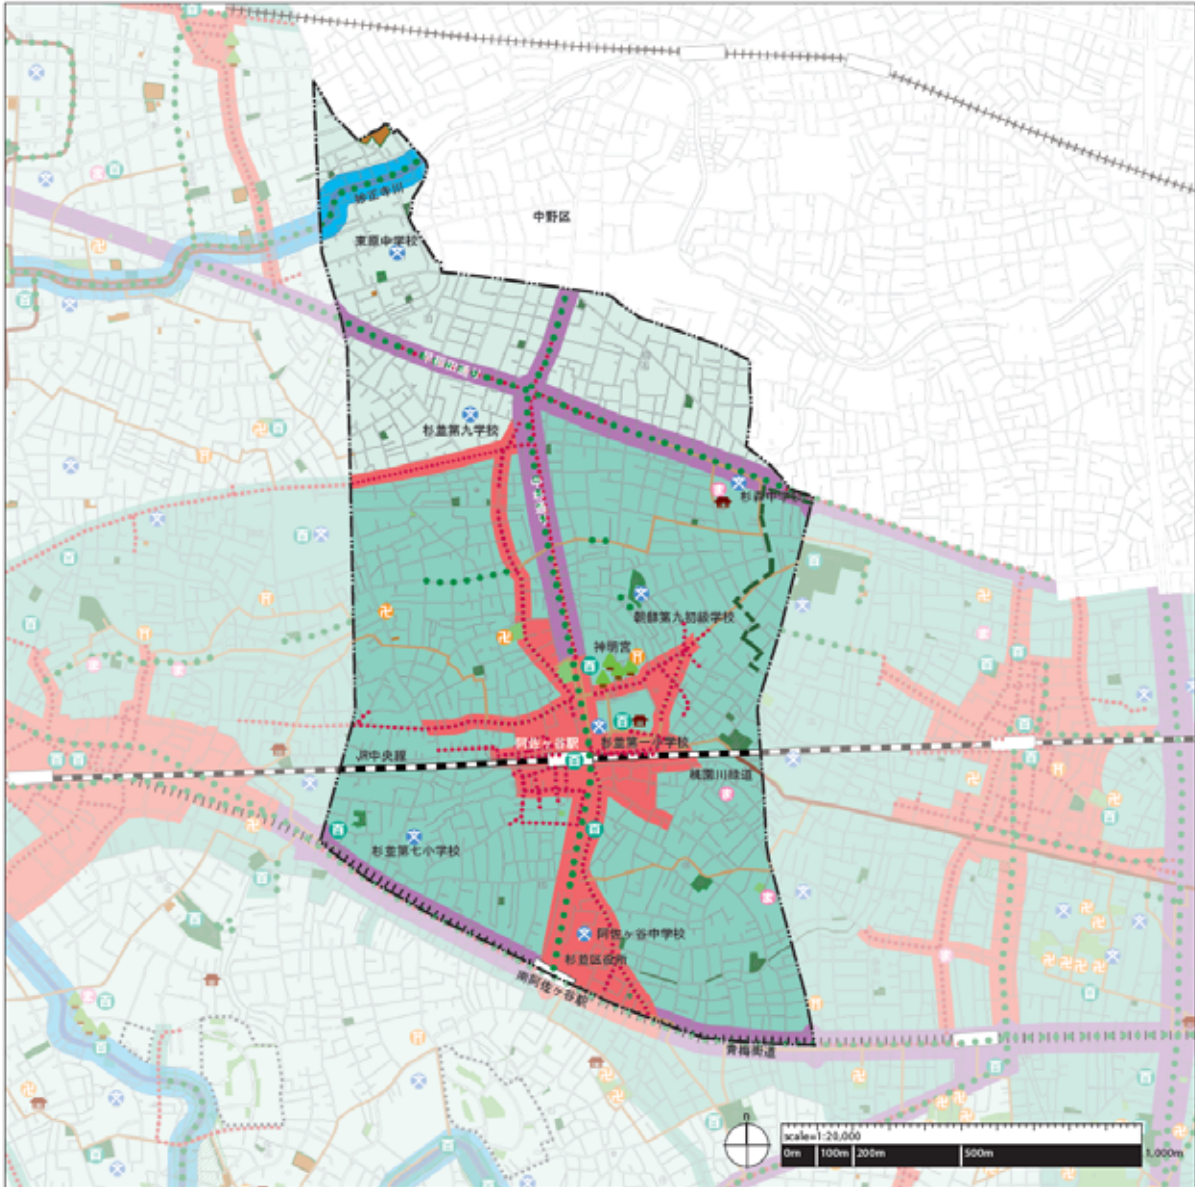 妙正寺川
中野区
東原中学校
早稲田通り
杉並第九学校
杉森中学校
中杉通り
朝鮮第九初級学校
神明宮
阿佐ヶ谷駅
杉並第一小学校
JR中央線
桃園川緑道
杉並第七小学校
阿佐ヶ谷中学校
杉並区役所
南阿佐ヶ谷駅
青梅街道
n
scale=1:20,000
0m 100m 200m 500m 1,000m